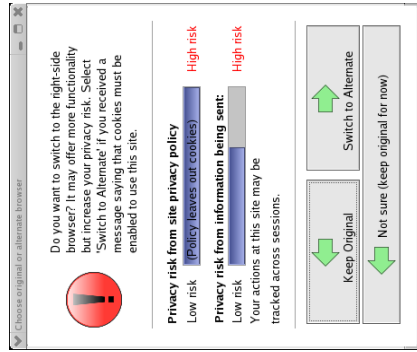 Choose original or alternate browser
Do you want to switch to the right-side
browser? It may offer more functionality
but increase your privacy risk. Select
'Switch to Alternate' if you received a
message saying that cookies must be
enabled to use this site.
Privacy risk from site privacy policy
Low risk (Policy leaves out cookies) High risk
Privacy risk from information being sent:
Low risk High risk
Your actions at this site may be
tracked across sessions.
Keep Original Switch to Alternate
Not sure (keep original for now)